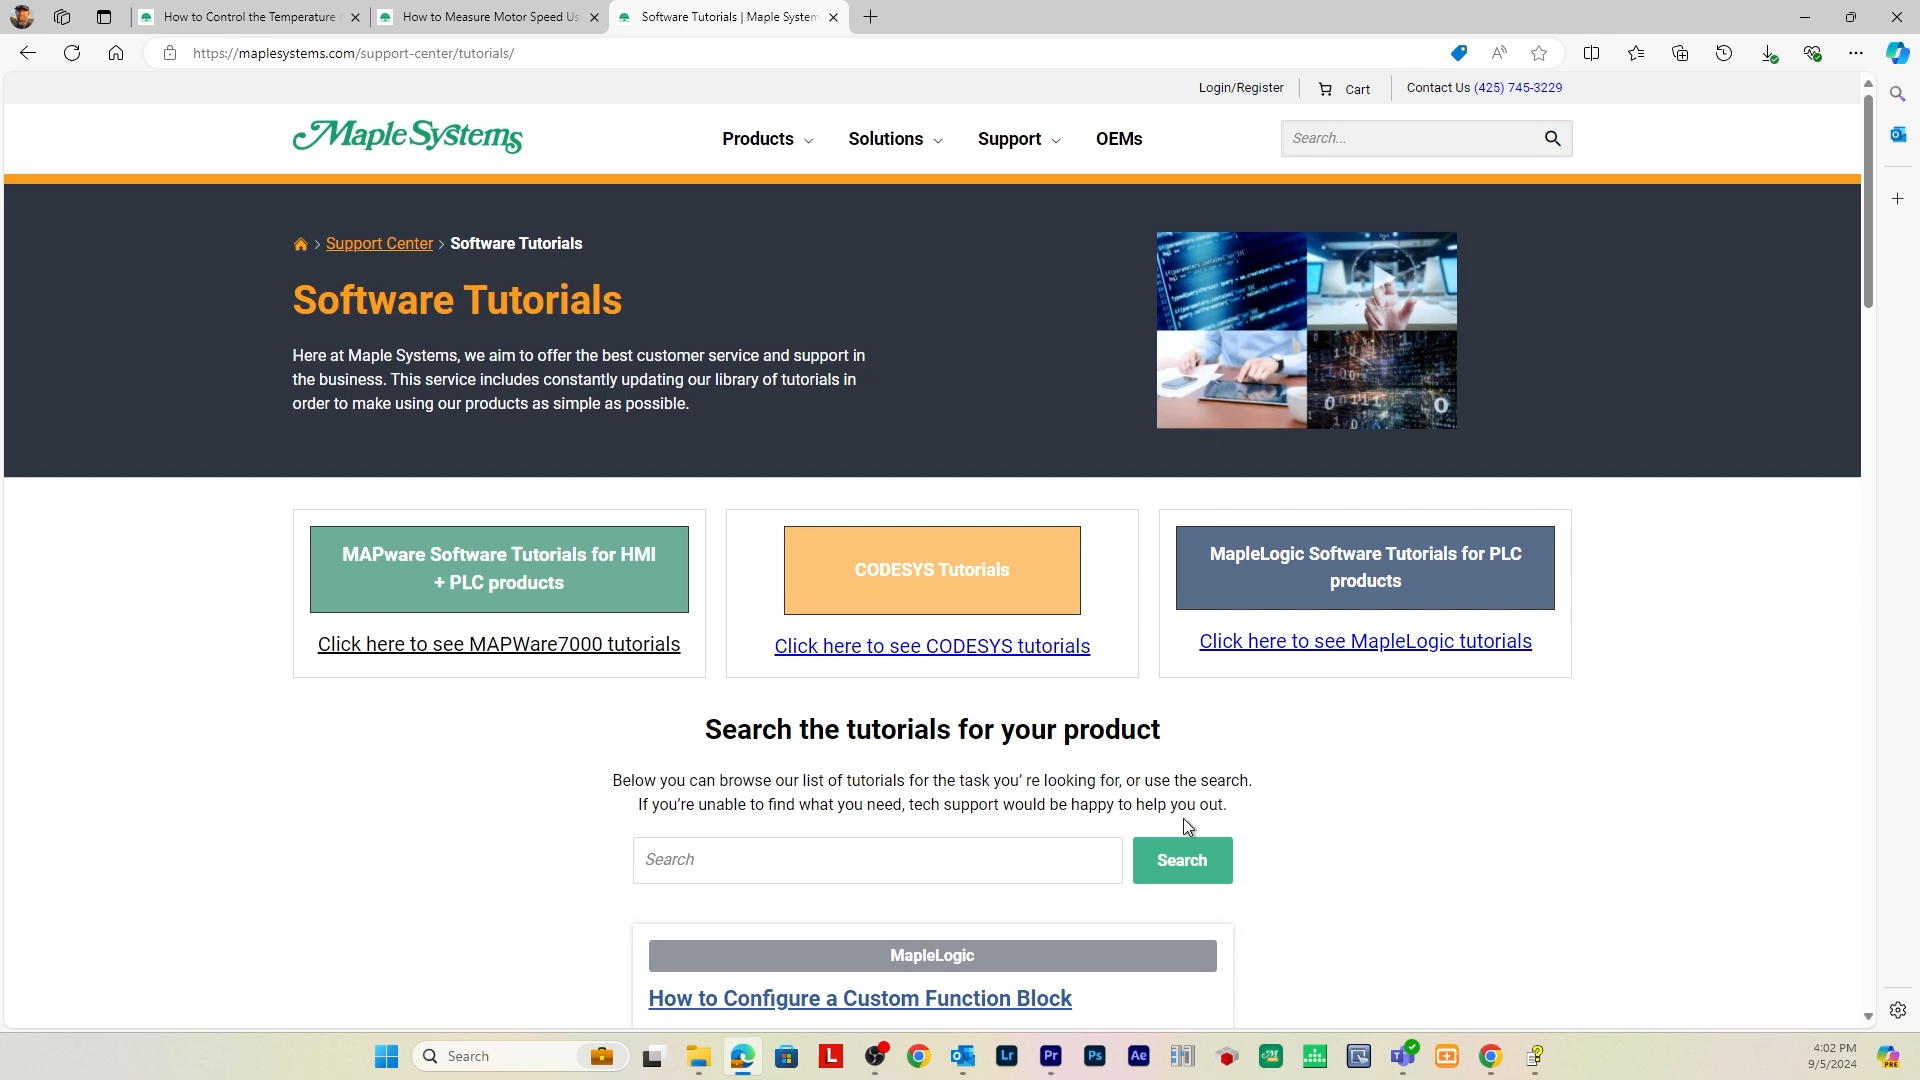 How to Control the Temperature
How to Measure Motor Speed Us
Software Tutorials | Maple System
https://maplesystems.com/support-center/tutorials/
Login/Register
Cart
Contact Us (425) 745-3229
Maple Systems
Products
Solutions
Support
OEMs
Search...
Support Center > Software Tutorials
Software Tutorials
Here at Maple Systems, we aim to offer the best customer service and support in
the business. This service includes constantly updating our library of tutorials in
order to make using our products as simple as possible.
MAPware Software Tutorials for HMI
+ PLC products
Click here to see MAPWare7000 tutorials
CODESYS Tutorials
Click here to see CODESYS tutorials
MapleLogic Software Tutorials for PLC
products
Click here to see MapleLogic tutorials
Search the tutorials for your product
Below you can browse our list of tutorials for the task you' re looking for, or use the search.
If you're unable to find what you need, tech support would be happy to help you out.
Search
Search
MapleLogic
How to Configure a Custom Function Block
Search
L
Lr
Pr
Ps
Ae
4:02 PM
9/5/2024
PRE